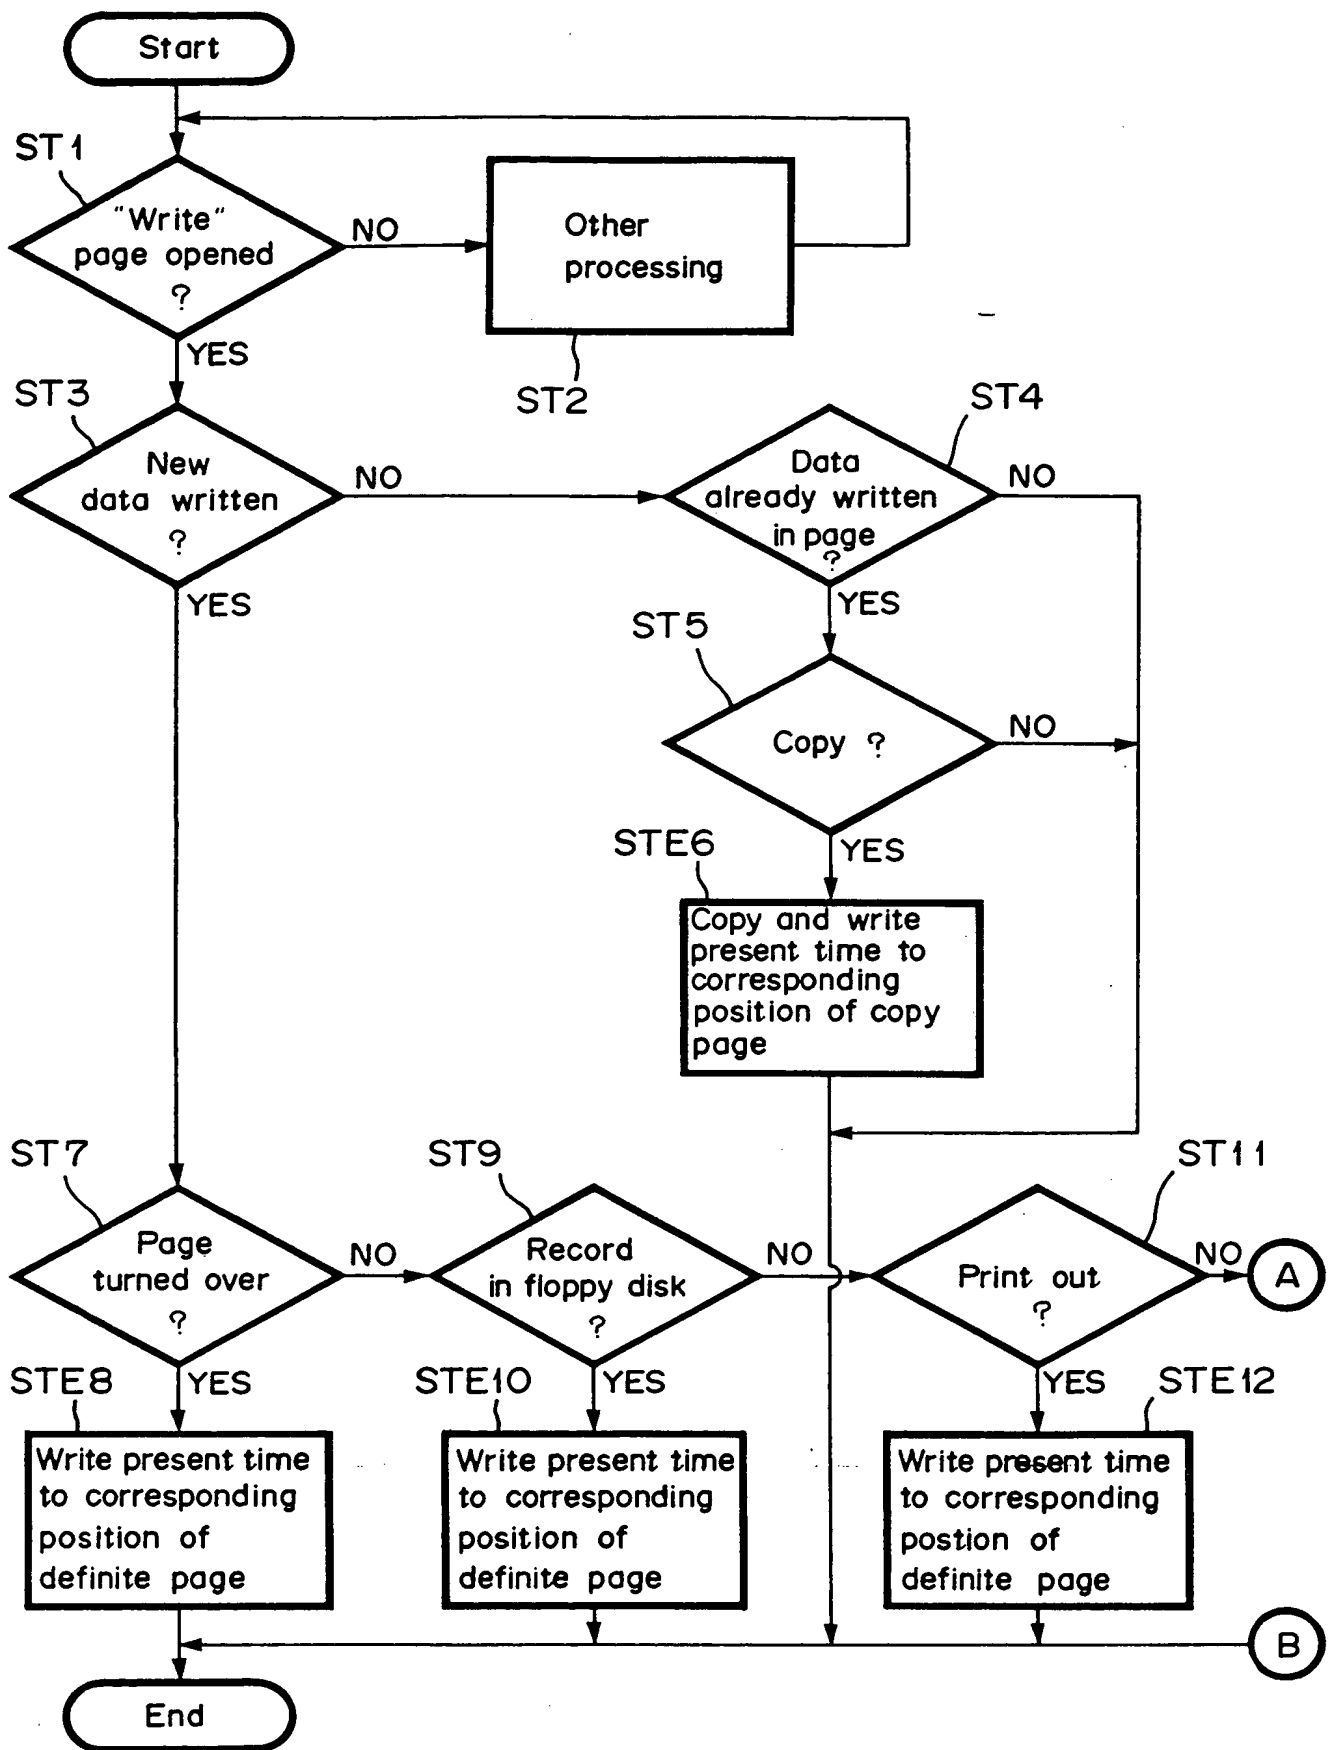 Start
ST1
"Write"
page opened
?
NO
Other
processing
YES
ST2
ST3
New
data written
?
NO
ST4
Data
already written
in page
?
NO
YES
YES
ST5
Copy ?
NO
YES
STE6
Copy and write
present time to
corresponding
position of copy
page
ST7
Page
turned over
?
NO
ST9
Record
in floppy disk
?
NO
ST11
Print out
?
NO
A
YES
YES
YES
STE8
Write present time
to corresponding
position of
definite page
STE10
Write present time
to corresponding
position of
definite page
STE12
Write present time
to corresponding
postion of
definite page
B
End